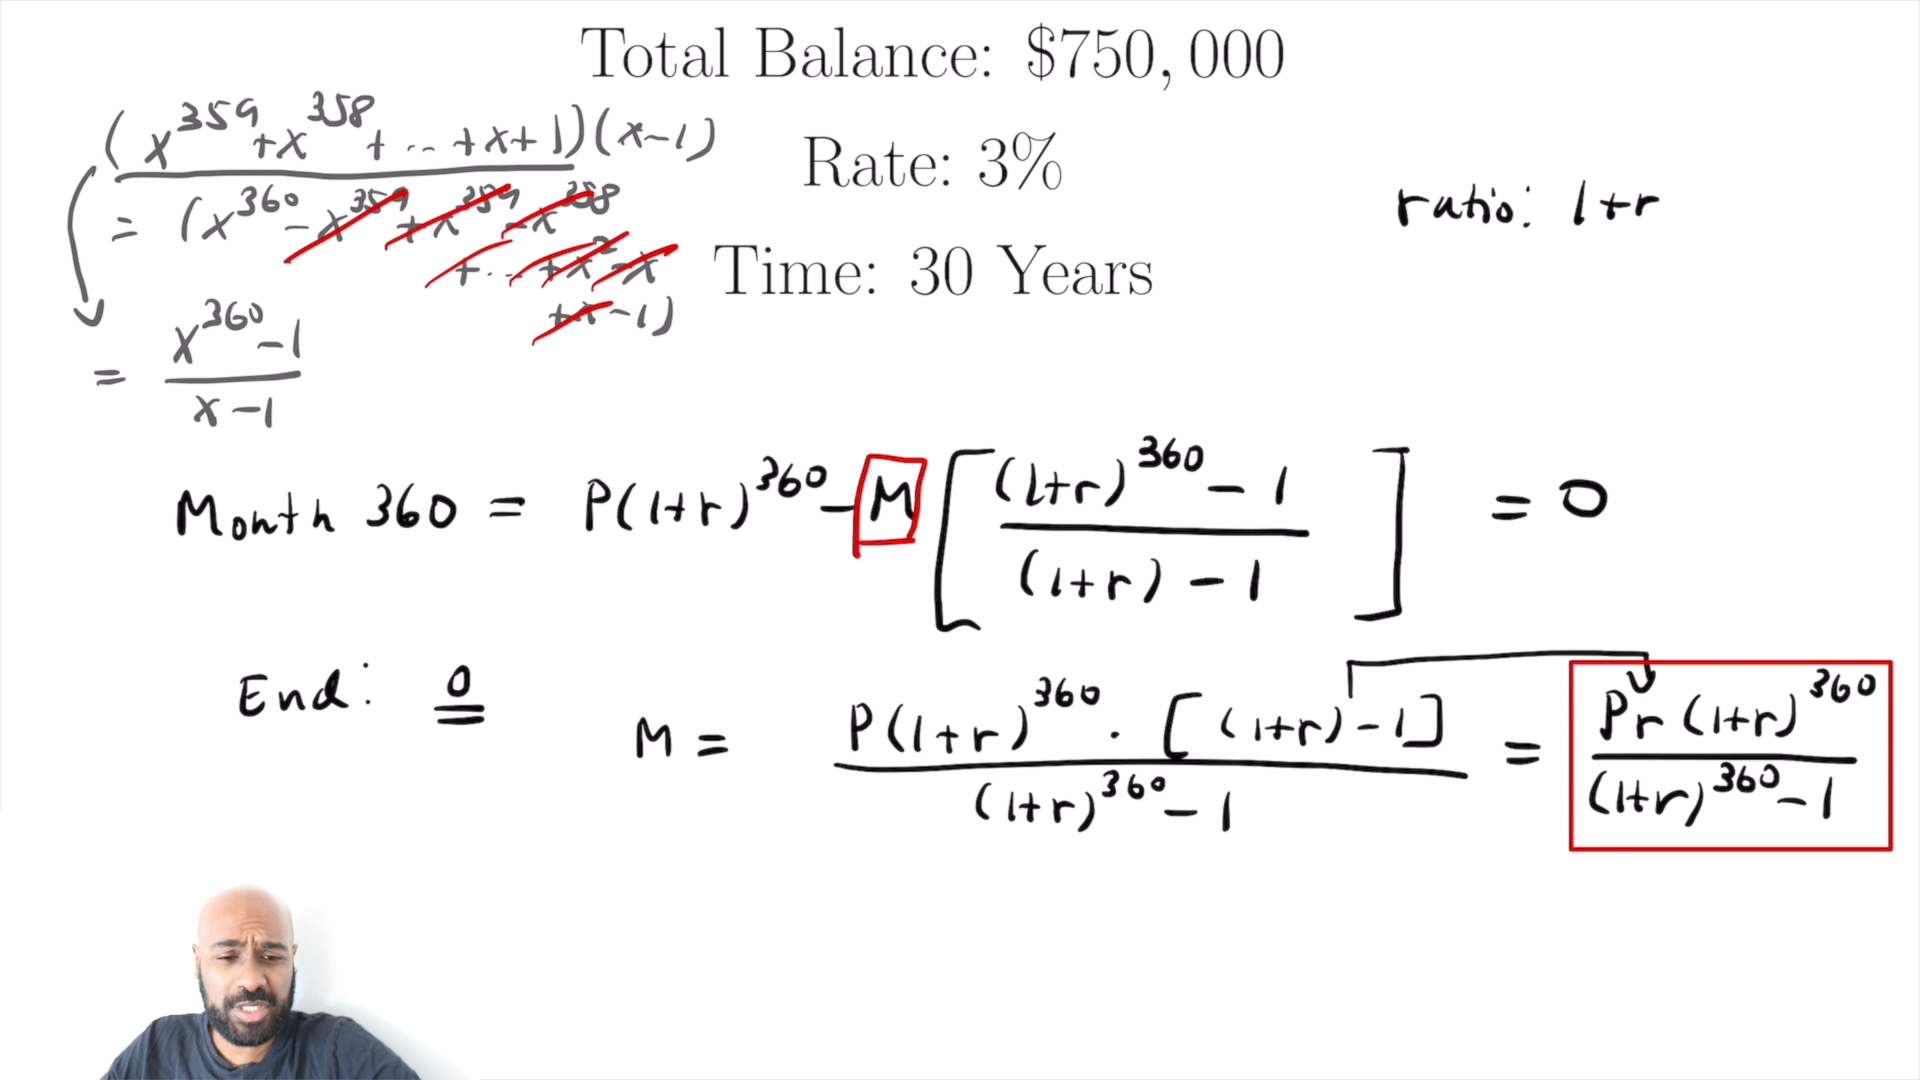 Total Balance: $750,000
(x^359 + x^358 + ... + x + 1)(x-1)
Rate: 3%
= (x^360 - x^359 + x^359 - x^358
ratio: 1+r
+ ... + x^2 - x
Time: 30 Years
+x - 1)
= (x^360 - 1)/(x - 1)
Month 360 = P(1+r)^360 - M[((1+r)^360 - 1)/((1+r) - 1)] = 0
End: 0
M = (P(1+r)^360 · [(1+r) - 1])/((1+r)^360 - 1) = (Pr(1+r)^360)/((1+r)^360 - 1)